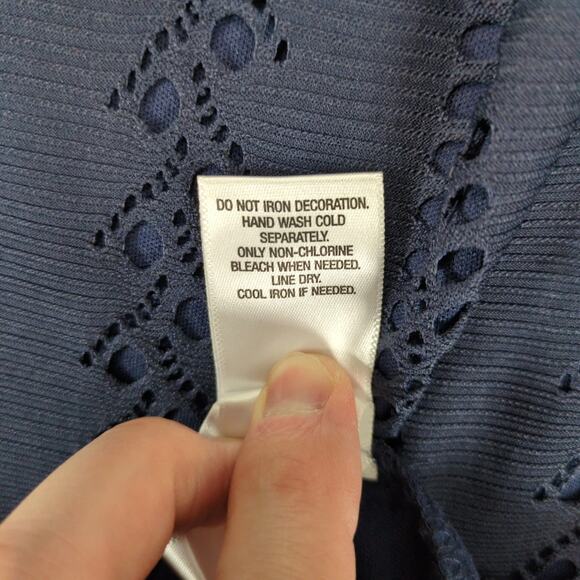 DO NOT IRON DECORATION.
HAND WASH COLD
SEPARATELY.
ONLY NON-CHLORINE
BLEACH WHEN NEEDED.
LINE DRY.
COOL IRON IF NEEDED.